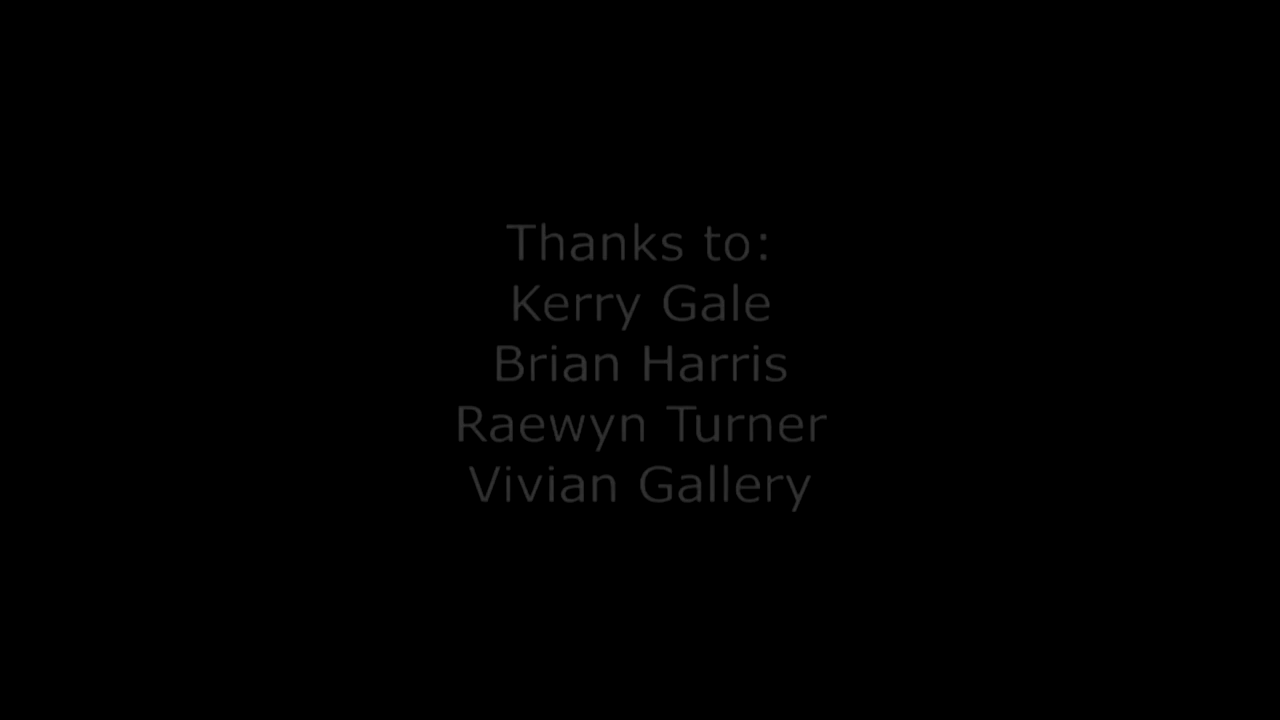 Thanks to:
Kerry Gale
Brian Harris
Raewyn Turner
Vivian Gallery